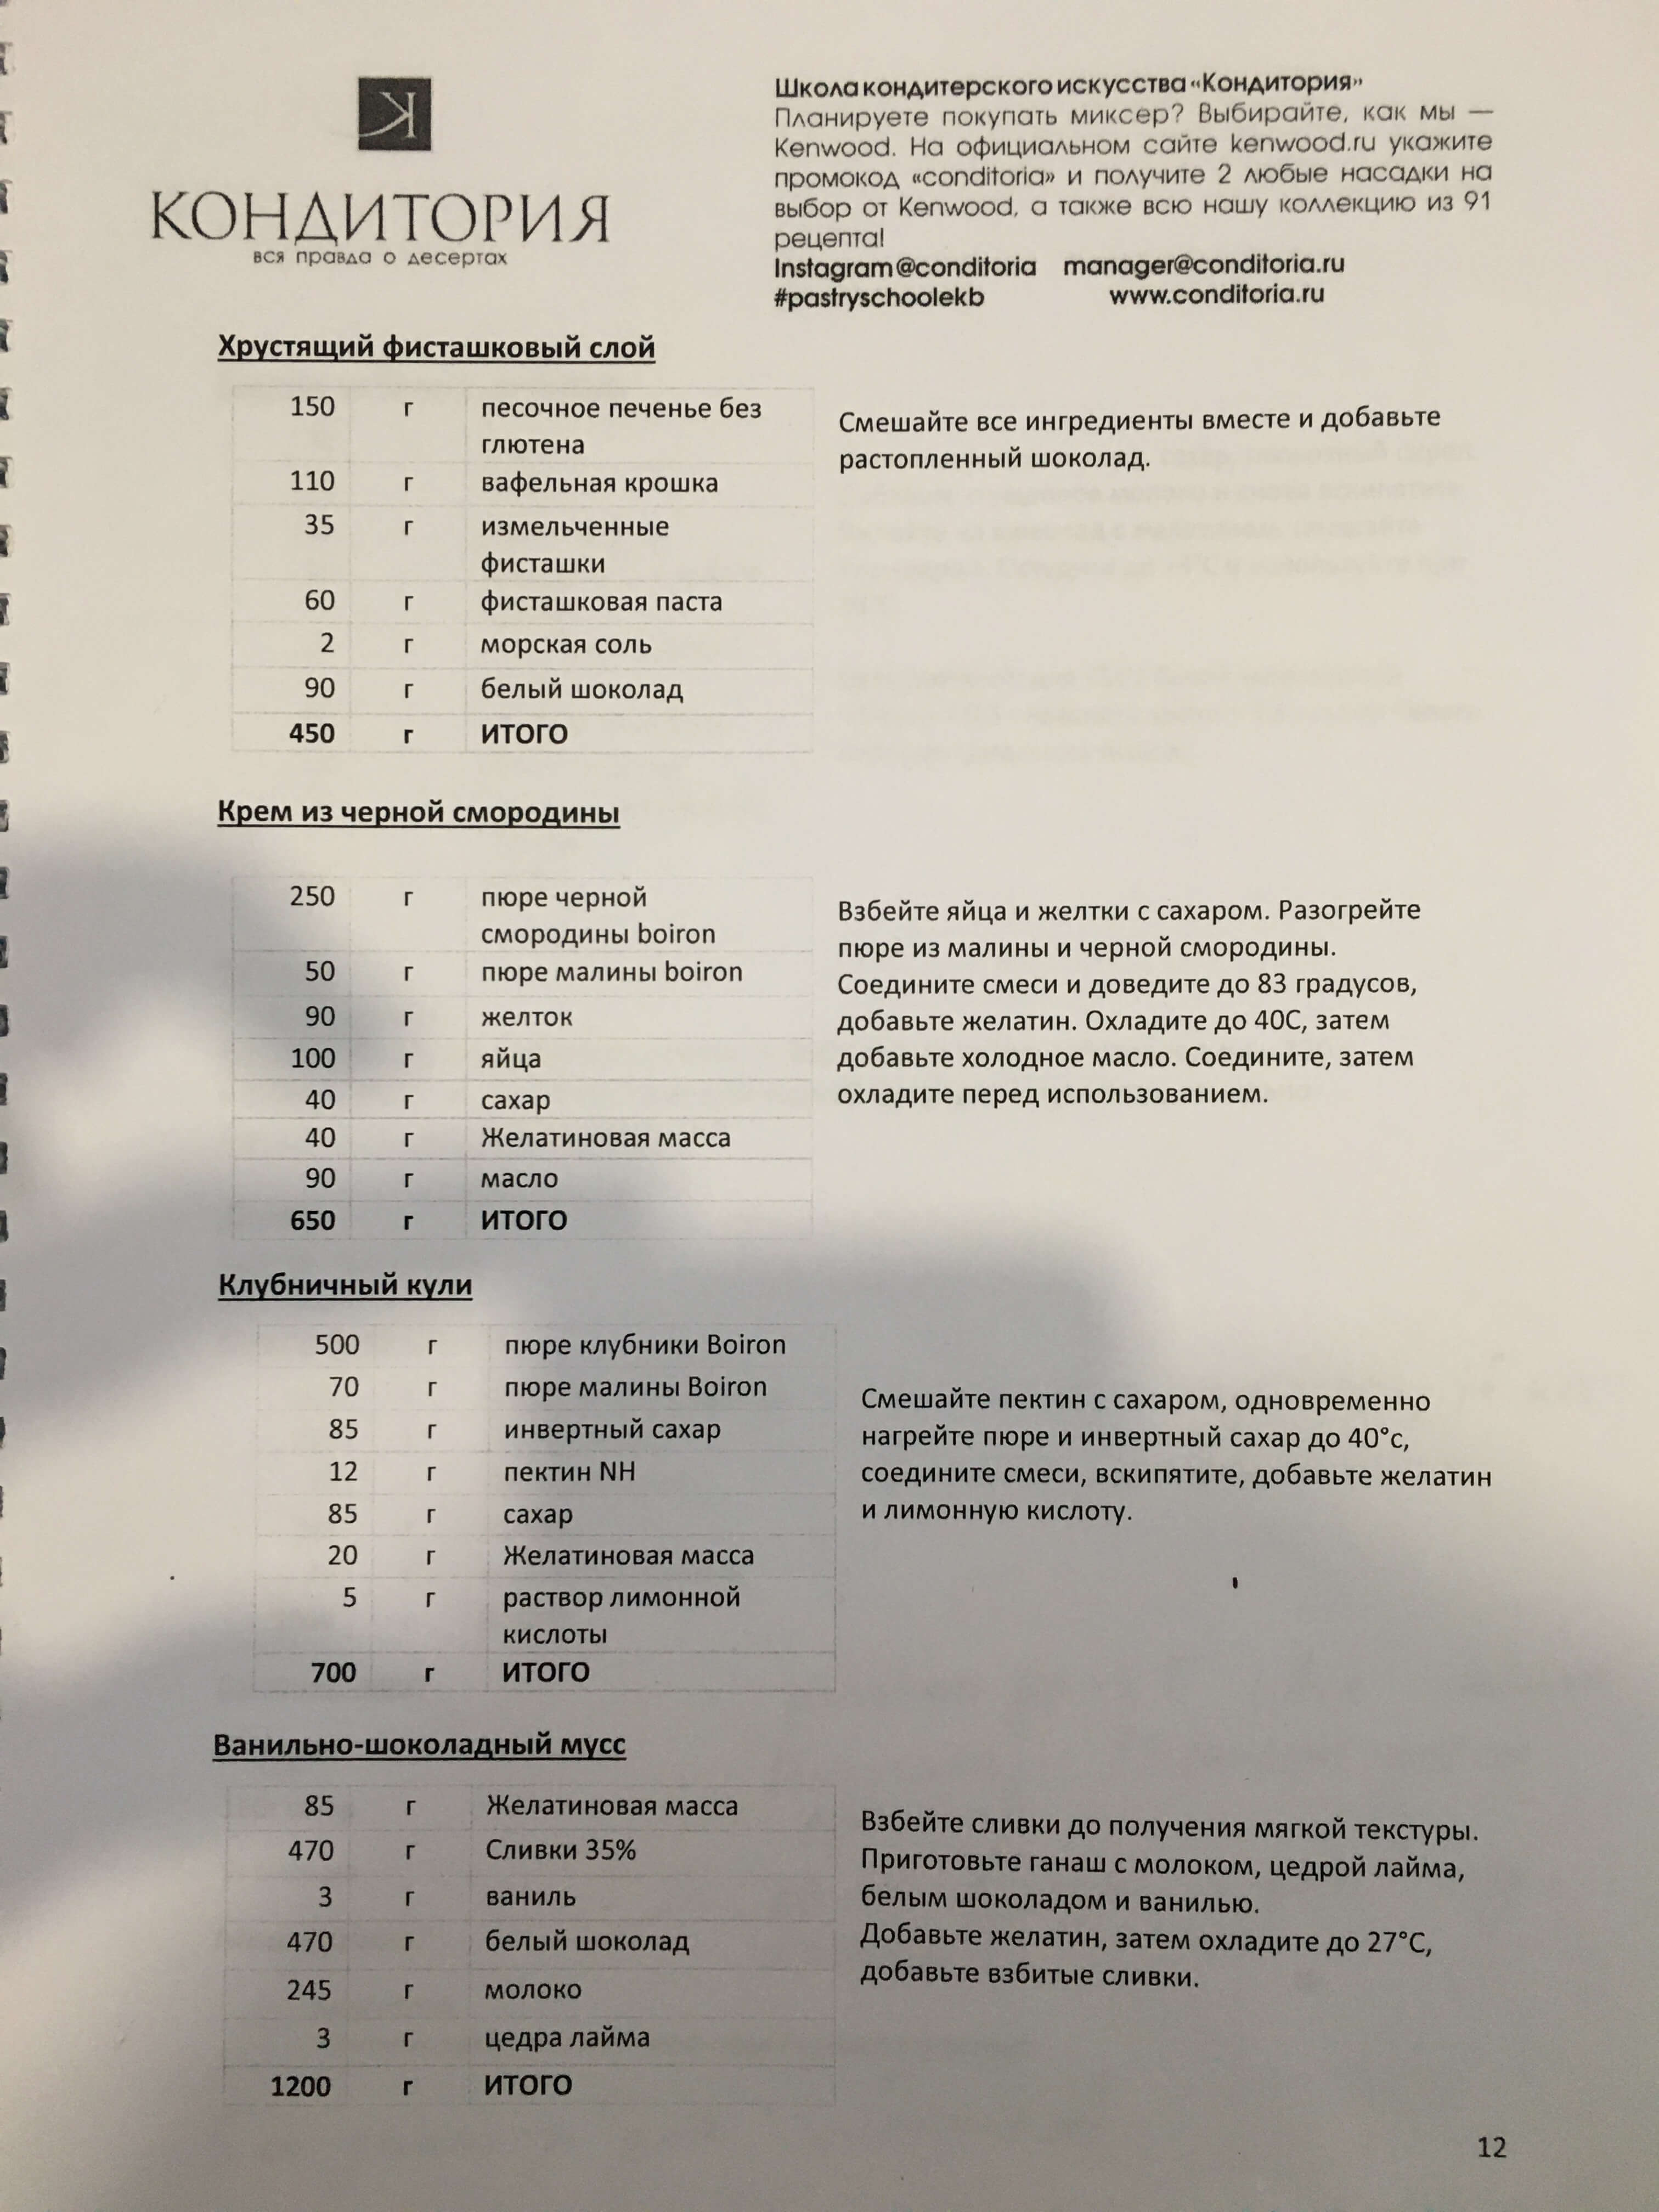 КОНДИТОРИЯ
вся правда о десертах
Школа кондитерского искусства «Кондитория»
Планируете покупать миксер? Выбирайте, как мы —
Kenwood. На официальном сайте kenwood.ru укажите
промокод «conditoria» и получите 2 любые насадки на
выбор от Kenwood, а также всю нашу коллекцию из 91
рецепта!
Instagram@conditoria manager@conditoria.ru
#pastryschoolekb www.conditoria.ru
Хрустящий фисташковый слой
150 г песочное печенье без
глютена
110 г вафельная крошка
35 г измельченные
фисташки
60 г фисташковая паста
2 г морская соль
90 г белый шоколад
450 г ИТОГО
Смешайте все ингредиенты вместе и добавьте
растопленный шоколад.
Крем из черной смородины
250 г пюре черной
смородины boiron
50 г пюре малины boiron
90 г желток
100 г яйца
40 г сахар
40 г Желатиновая масса
90 г масло
650 г ИТОГО
Взбейте яйца и желтки с сахаром. Разогрейте
пюре из малины и черной смородины.
Соедините смеси и доведите до 83 градусов,
добавьте желатин. Охладите до 40С, затем
добавьте холодное масло. Соедините, затем
охладите перед использованием.
Клубничный кули
500 г пюре клубники Boiron
70 г пюре малины Boiron
85 г инвертный сахар
12 г пектин NH
85 г сахар
20 г Желатиновая масса
5 г раствор лимонной
кислоты
700 г ИТОГО
Смешайте пектин с сахаром, одновременно
нагрейте пюре и инвертный сахар до 40°с,
соедините смеси, вскипятите, добавьте желатин
и лимонную кислоту.
Ванильно-шоколадный мусс
85 г Желатиновая масса
470 г Сливки 35%
3 г ваниль
470 г белый шоколад
245 г молоко
3 г цедра лайма
1200 г ИТОГО
Взбейте сливки до получения мягкой текстуры.
Приготовьте ганаш с молоком, цедрой лайма,
белым шоколадом и ванилью.
Добавьте желатин, затем охладите до 27°С,
добавьте взбитые сливки.
12